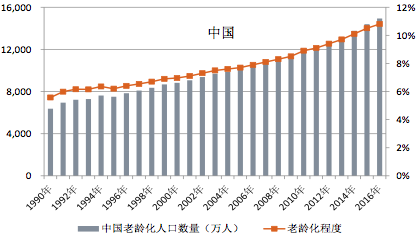 中国
16,000
12,000
8,000
4,000
0
12%
10%
8%
6%
4%
2%
0%
1990年
1992年
1994年
1996年
1998年
2000年
2002年
2004年
2006年
2008年
2010年
2012年
2014年
2016年
中国老龄化人口数量（万人）
老龄化程度